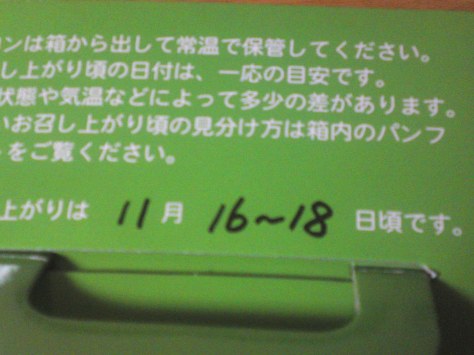 ンは箱から出して常温で保管してください。
し上がり頃の日付は、一応の目安です。
状態や気温などによって多少の差があります。
いお召し上がり頃の見分け方は箱内のパンフ
をご覧ください。
上がりは 11月 16〜18 日頃です。